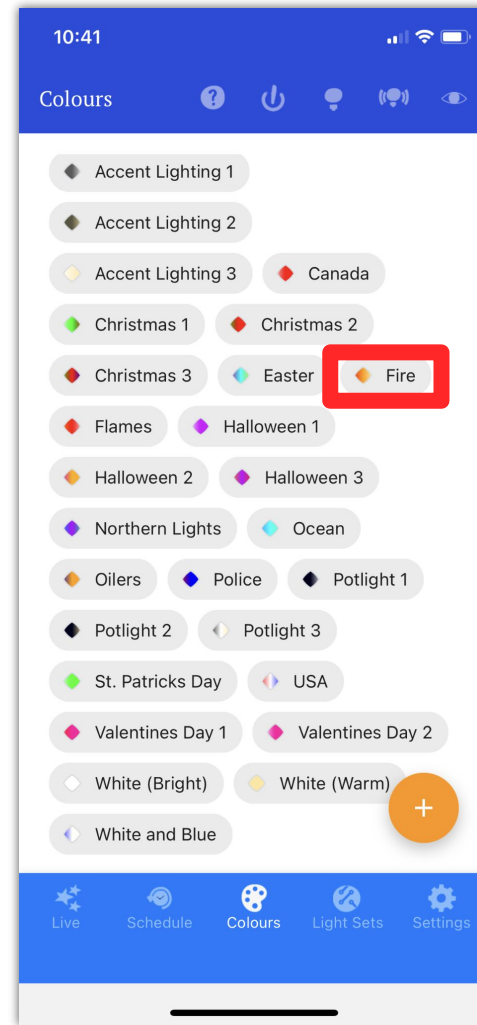 10:41
Colours
Accent Lighting 1
Accent Lighting 2
Accent Lighting 3 Canada
Christmas 1 Christmas 2
Christmas 3 Easter Fire
Flames Halloween 1
Halloween 2 Halloween 3
Northern Lights Ocean
Oilers Police Potlight 1
Potlight 2 Potlight 3
St. Patricks Day USA
Valentines Day 1 Valentines Day 2
White (Bright) White (Warm)
+
White and Blue
Live Schedule Colours Light Sets Settings